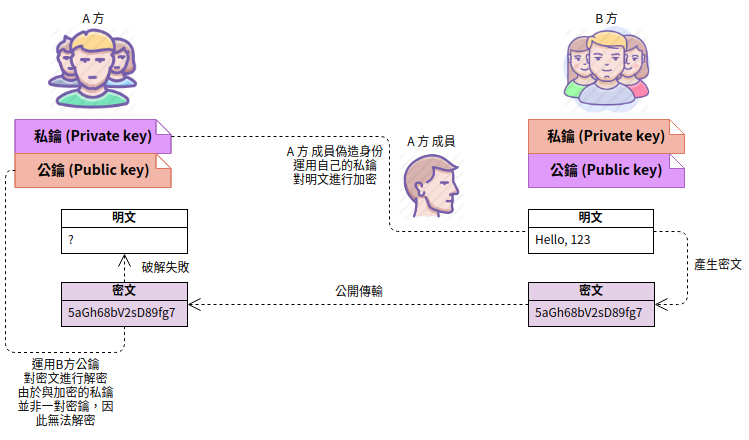 A 方
B 方
私鑰 (Private key)
公鑰 (Public key)
A 方 成員偽造身份
運用自己的私鑰
對明文進行加密
A 方 成員
私鑰 (Private key)
公鑰 (Public key)
明文
?
明文
Hello, 123
破解失敗
產生密文
密文
5aGh68bV2sD89fg7
公開傳輸
密文
5aGh68bV2sD89fg7
運用B方公鑰
對密文進行解密
由於與加密的私鑰
並非一對密鑰，因
此無法解密